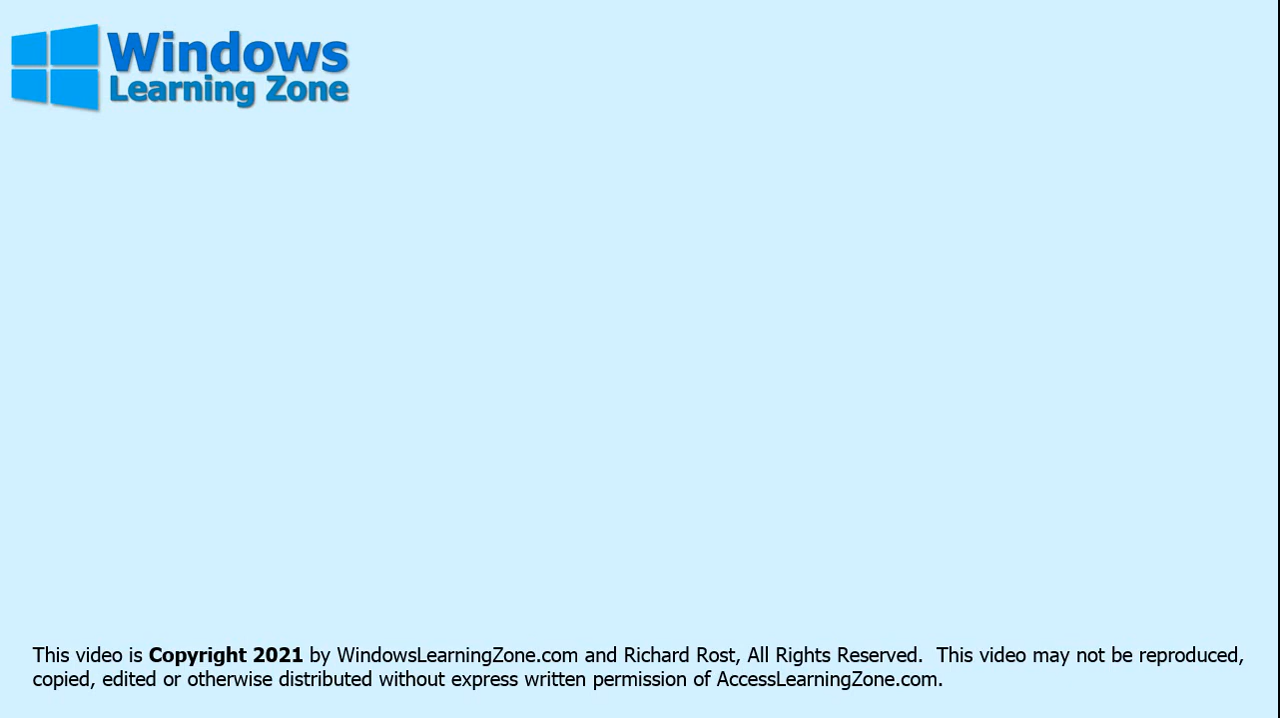 Windows
Learning Zone
This video is Copyright 2021 by WindowsLearningZone.com and Richard Rost, All Rights Reserved.  This video may not be reproduced,
copied, edited or otherwise distributed without express written permission of AccessLearningZone.com.